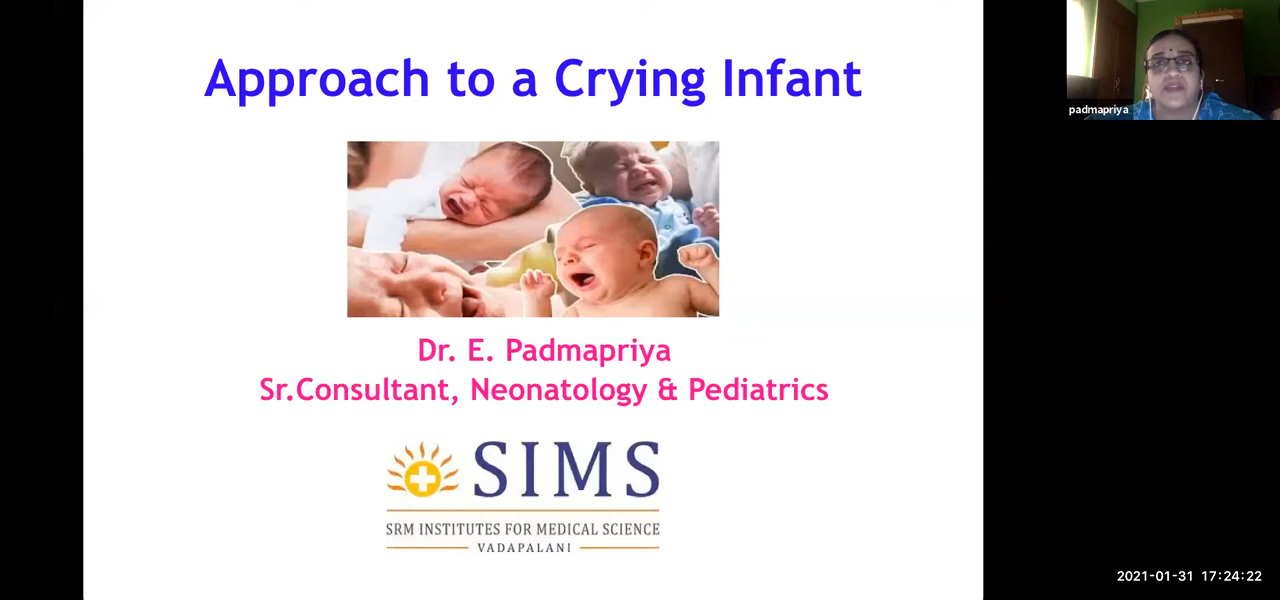 Approach to a Crying Infant
padmapriya
Dr. E. Padmapriya
Sr.Consultant, Neonatology & Pediatrics
SIMS
SRM INSTITUTES FOR MEDICAL SCIENCE
VADAPALANI
2021-01-31 17:24:22